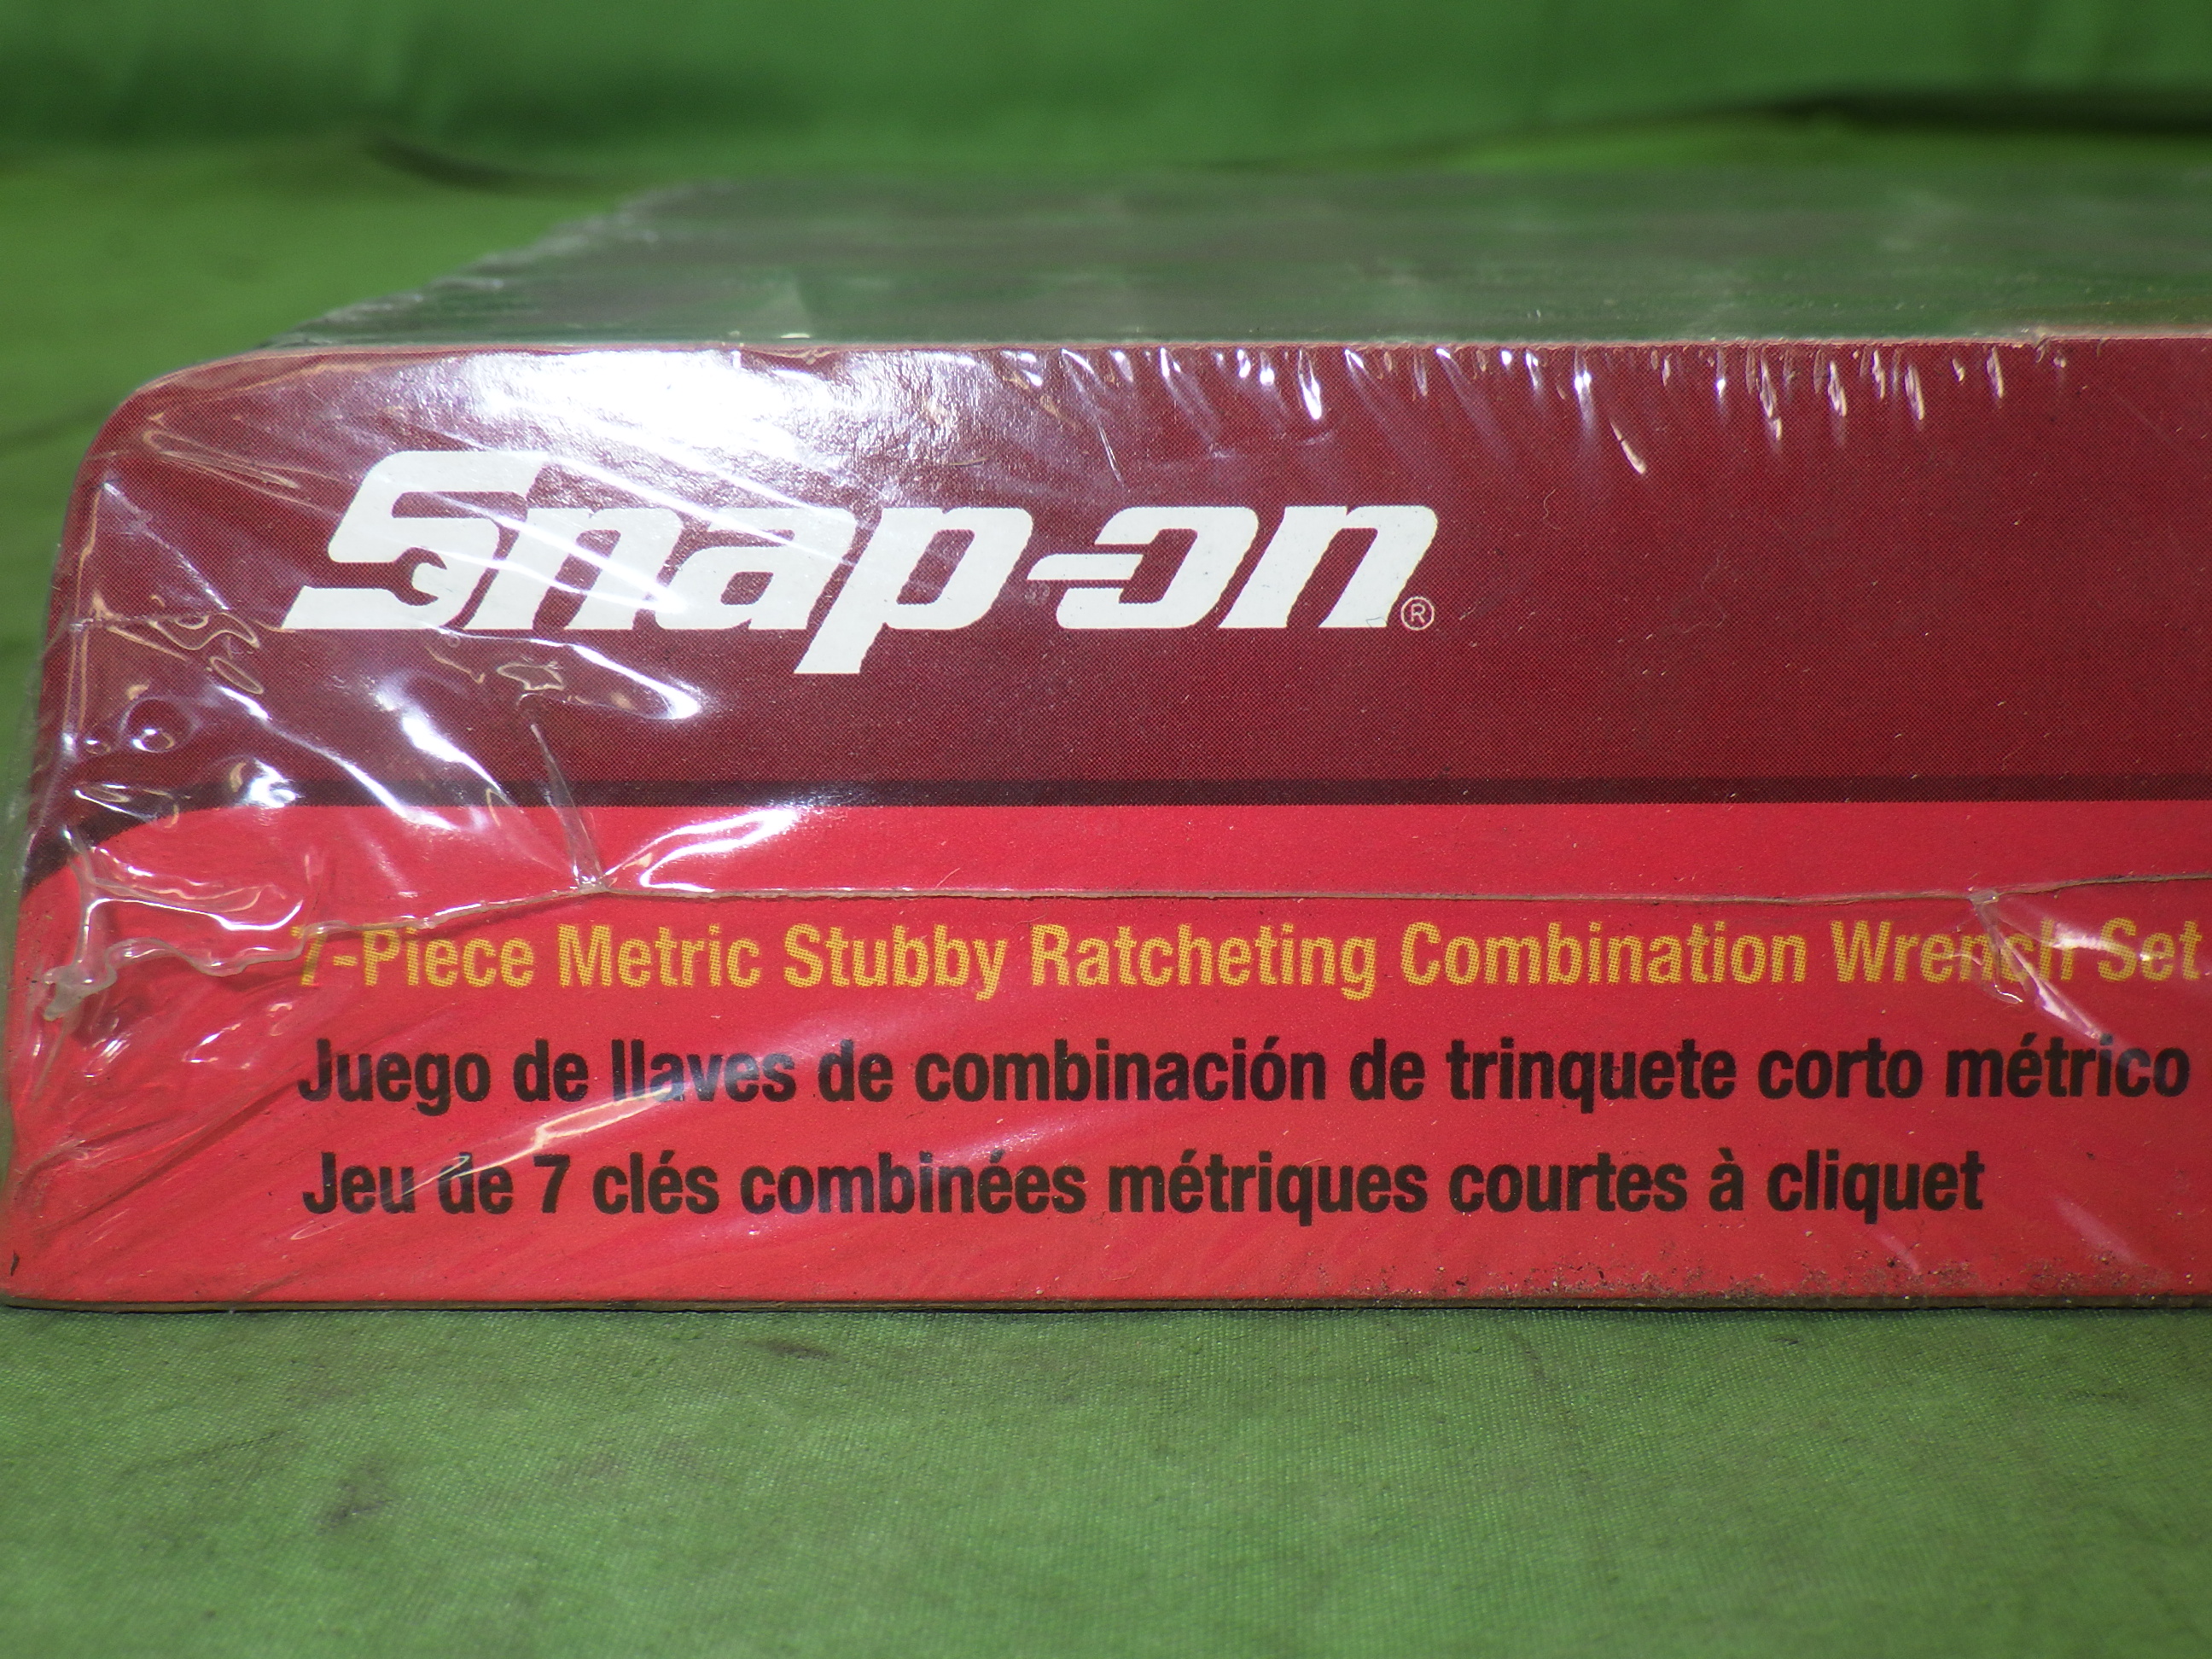 Snap-on®
7-Piece Metric Stubby Ratcheting Combination Wrench Set
Juego de llaves de combinación de trinquete corto métrico
Jeu de 7 clés combinées métriques courtes à cliquet